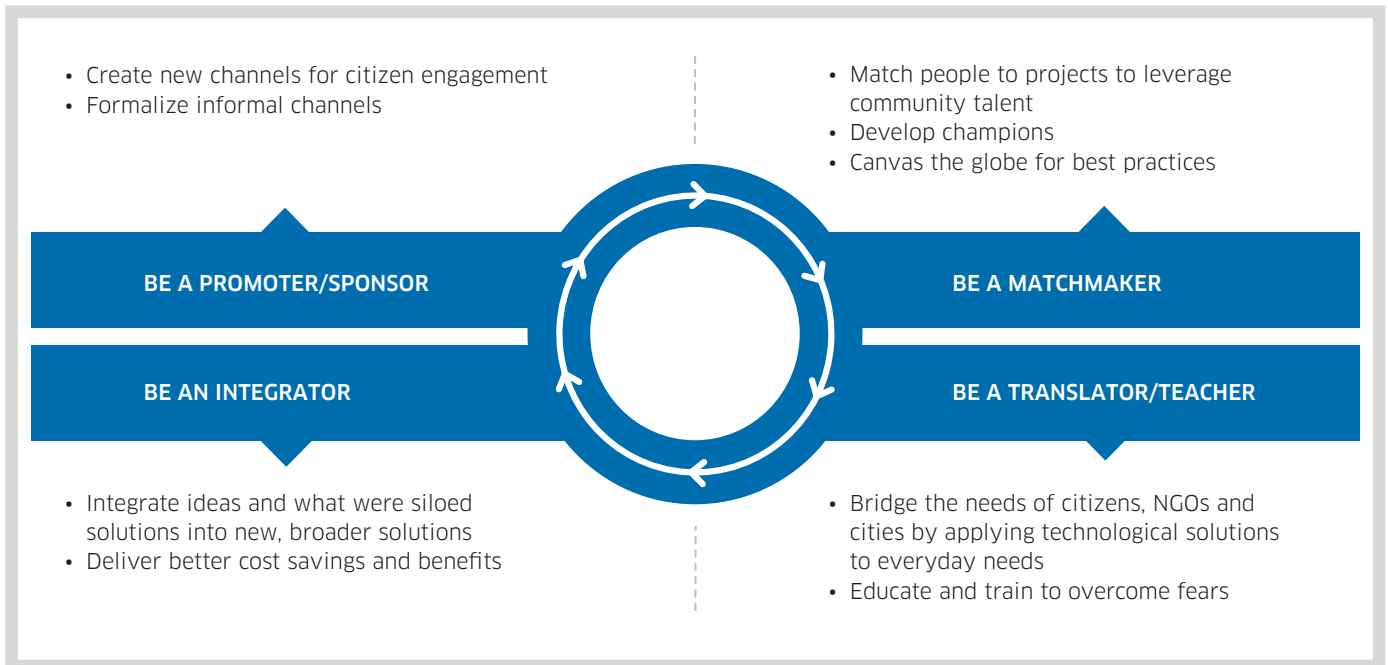 • Create new channels for citizen engagement
• Formalize informal channels
• Match people to projects to leverage
community talent
• Develop champions
• Canvas the globe for best practices
BE A PROMOTER/SPONSOR
BE A MATCHMAKER
BE AN INTEGRATOR
BE A TRANSLATOR/TEACHER
• Integrate ideas and what were siloed
solutions into new, broader solutions
• Deliver better cost savings and benefits
• Bridge the needs of citizens, NGOs and
cities by applying technological solutions
to everyday needs
• Educate and train to overcome fears